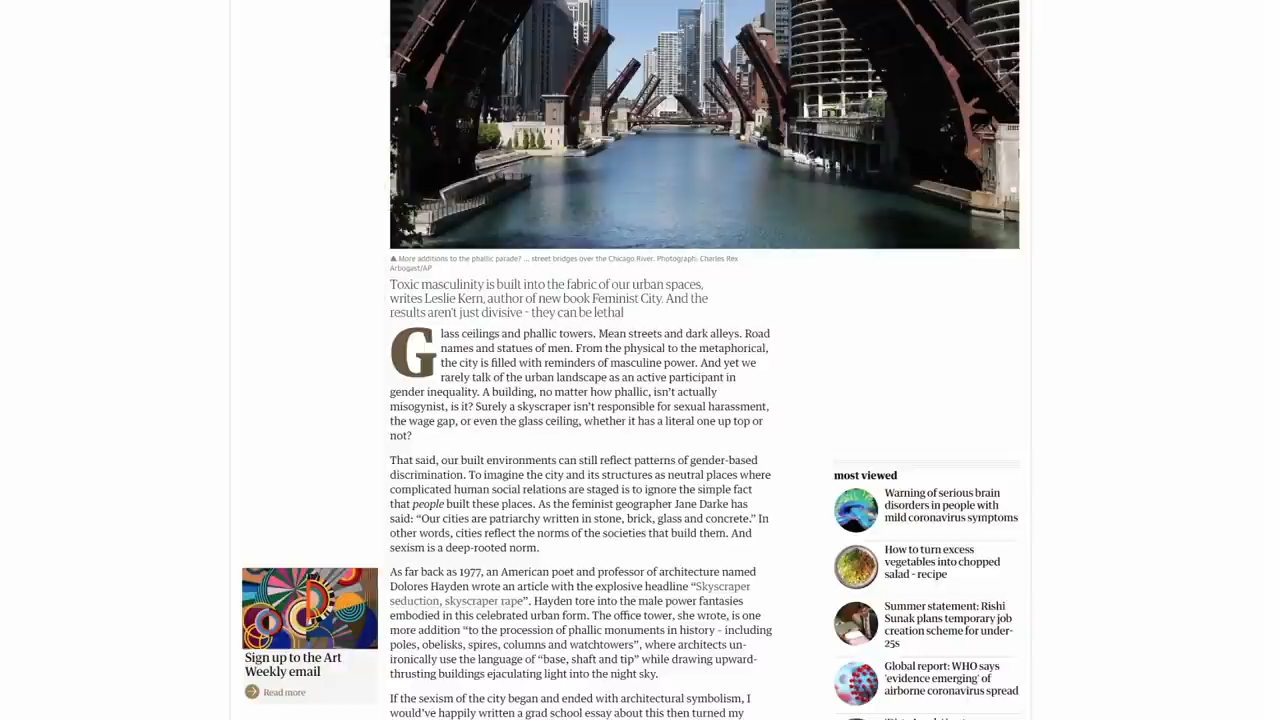 ▲ More additions to the phallic parade? ... street bridges over the Chicago River. Photograph: Charles Rex
Arbogast/AP
Toxic masculinity is built into the fabric of our urban spaces,
writes Leslie Kern, author of new book Feminist City. And the
results aren't just divisive - they can be lethal
Glass ceilings and phallic towers. Mean streets and dark alleys. Road
names and statues of men. From the physical to the metaphorical,
the city is filled with reminders of masculine power. And yet we
rarely talk of the urban landscape as an active participant in
gender inequality. A building, no matter how phallic, isn't actually
misogynist, is it? Surely a skyscraper isn't responsible for sexual harassment,
the wage gap, or even the glass ceiling, whether it has a literal one up top or
not?
That said, our built environments can still reflect patterns of gender-based
discrimination. To imagine the city and its structures as neutral places where
complicated human social relations are staged is to ignore the simple fact
that people built these places. As the feminist geographer Jane Darke has
said: “Our cities are patriarchy written in stone, brick, glass and concrete.” In
other words, cities reflect the norms of the societies that build them. And
sexism is a deep-rooted norm.
As far back as 1977, an American poet and professor of architecture named
Dolores Hayden wrote an article with the explosive headline “Skyscraper
seduction, skyscraper rape”. Hayden tore into the male power fantasies
embodied in this celebrated urban form. The office tower, she wrote, is one
more addition “to the procession of phallic monuments in history - including
poles, obelisks, spires, columns and watchtowers”, where architects un-
ironically use the language of “base, shaft and tip” while drawing upward-
thrusting buildings ejaculating light into the night sky.
If the sexism of the city began and ended with architectural symbolism, I
would've happily written a grad school essay about this then turned my
Sign up to the Art
Weekly email
Read more
most viewed
Warning of serious brain
disorders in people with
mild coronavirus symptoms
How to turn excess
vegetables into chopped
salad - recipe
Summer statement: Rishi
Sunak plans temporary job
creation scheme for under-
25s
Global report: WHO says
'evidence emerging' of
airborne coronavirus spread